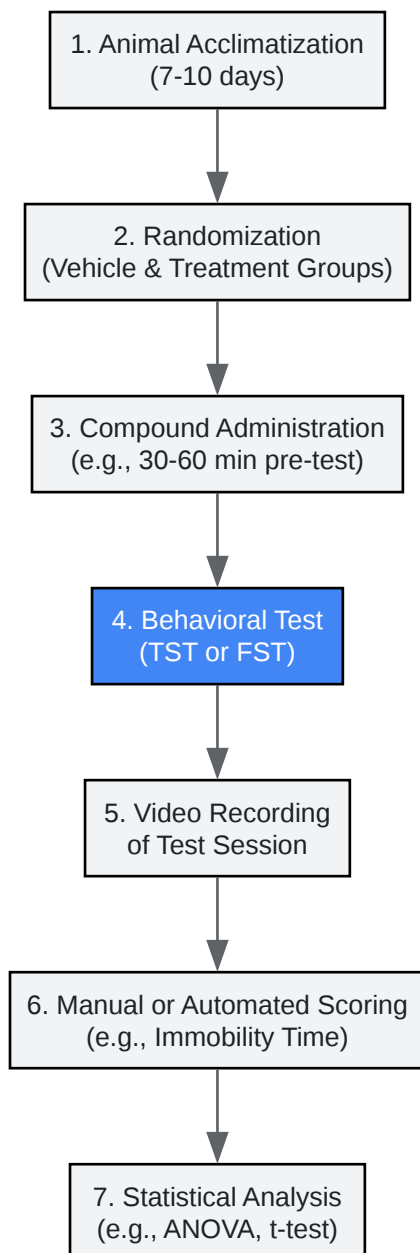 1. Animal Acclimatization
(7-10 days)
2. Randomization
(Vehicle & Treatment Groups)
3. Compound Administration
(e.g., 30-60 min pre-test)
4. Behavioral Test
(TST or FST)
5. Video Recording
of Test Session
6. Manual or Automated Scoring
(e.g., Immobility Time)
7. Statistical Analysis
(e.g., ANOVA, t-test)